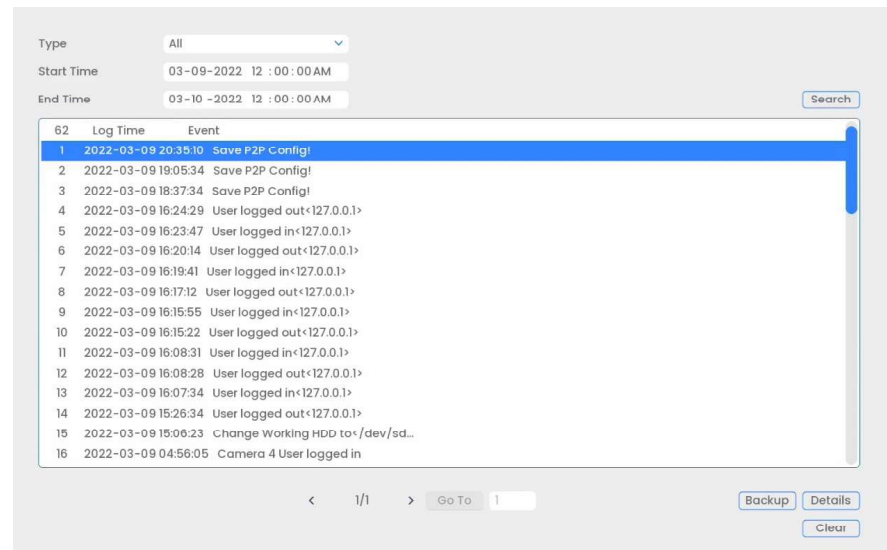 Type All
Start Time 03-09-2022 12 :00:00 AM
End Time 03-10 -2022 12 :00:00 AM
Search
62 Log Time Event
1 2022-03-09 20:35:10 Save P2P Config!
2 2022-03-09 19:05:34 Save P2P Config!
3 2022-03-09 18:37:34 Save P2P Config!
4 2022-03-09 16:24:29 User logged out<127.0.0.1>
5 2022-03-09 16:23:47 User logged in<127.0.0.1>
6 2022-03-09 16:20:14 User logged out<127.0.0.1>
7 2022-03-09 16:19:41 User logged in<127.0.0.1>
8 2022-03-09 16:17:12 User logged out<127.0.0.1>
9 2022-03-09 16:15:55 User logged in<127.0.0.1>
10 2022-03-09 16:15:22 User logged out<127.0.0.1>
11 2022-03-09 16:08:31 User logged in<127.0.0.1>
12 2022-03-09 16:08:28 User logged out<127.0.0.1>
13 2022-03-09 16:07:34 User logged in<127.0.0.1>
14 2022-03-09 15:26:34 User logged out<127.0.0.1>
15 2022-03-09 15:06:23 Change Working HDD to</dev/sd...
16 2022-03-09 04:56:05 Camera 4 User logged in
< 1/1 > Go To 1
Backup Details
Clear